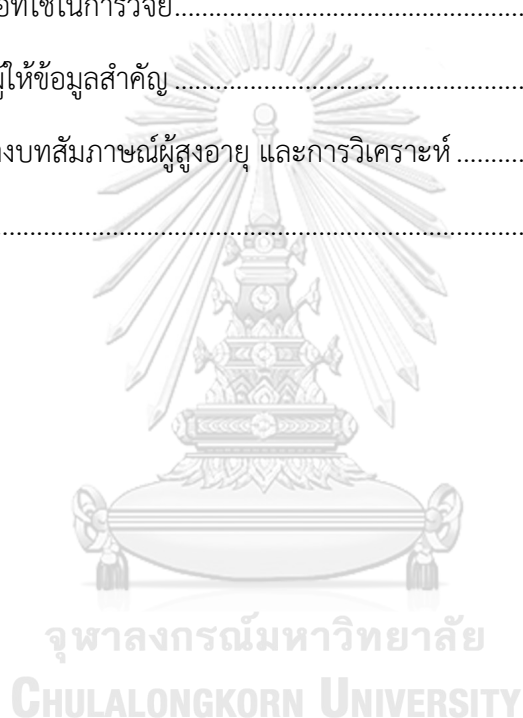 ที่ใช้ในการวิจัย......................................................
ผู้ให้ข้อมูลสำคัญ......................................................
งบทสัมภาษณ์ผู้สูงอายุ และการวิเคราะห์..........
................................................................................
จุฬาลงกรณ์มหาวิทยาลัย
CHULALONGKORN UNIVERSITY